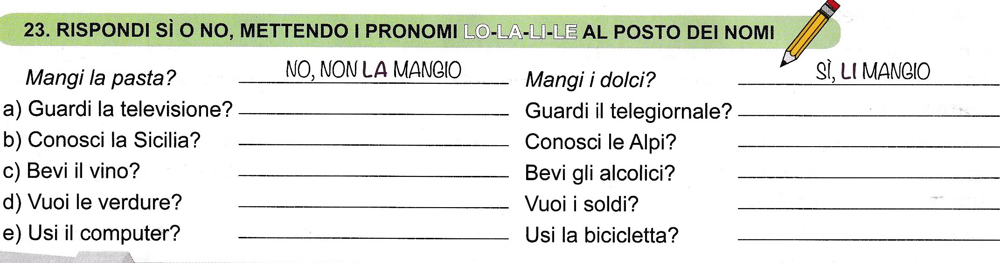 23. RISPONDI SÌ O NO, METTENDO I PRONOMI LO-LA-LI-LE AL POSTO DEI NOMI
Mangi la pasta? NO, NON LA MANGIO Mangi i dolci? SÌ, LI MANGIO
a) Guardi la televisione? Guardi il telegiornale?
b) Conosci la Sicilia? Conosci le Alpi?
c) Bevi il vino? Bevi gli alcolici?
d) Vuoi le verdure? Vuoi i soldi?
e) Usi il computer? Usi la bicicletta?